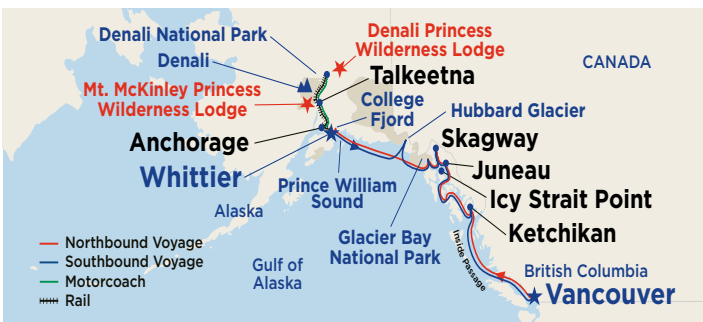 Denali National Park
Denali
Denali Princess
Wilderness Lodge
CANADA
Talkeetna
Mt. McKinley Princess
Wilderness Lodge
College
Fjord
Hubbard Glacier
Anchorage
Skagway
Whittier
Juneau
Prince William
Sound
Icy Strait Point
Alaska
Glacier Bay
National Park
Ketchikan
Northbound Voyage
Southbound Voyage
Motorcoach
Rail
Gulf of
Alaska
Inside Passage
British Columbia
Vancouver